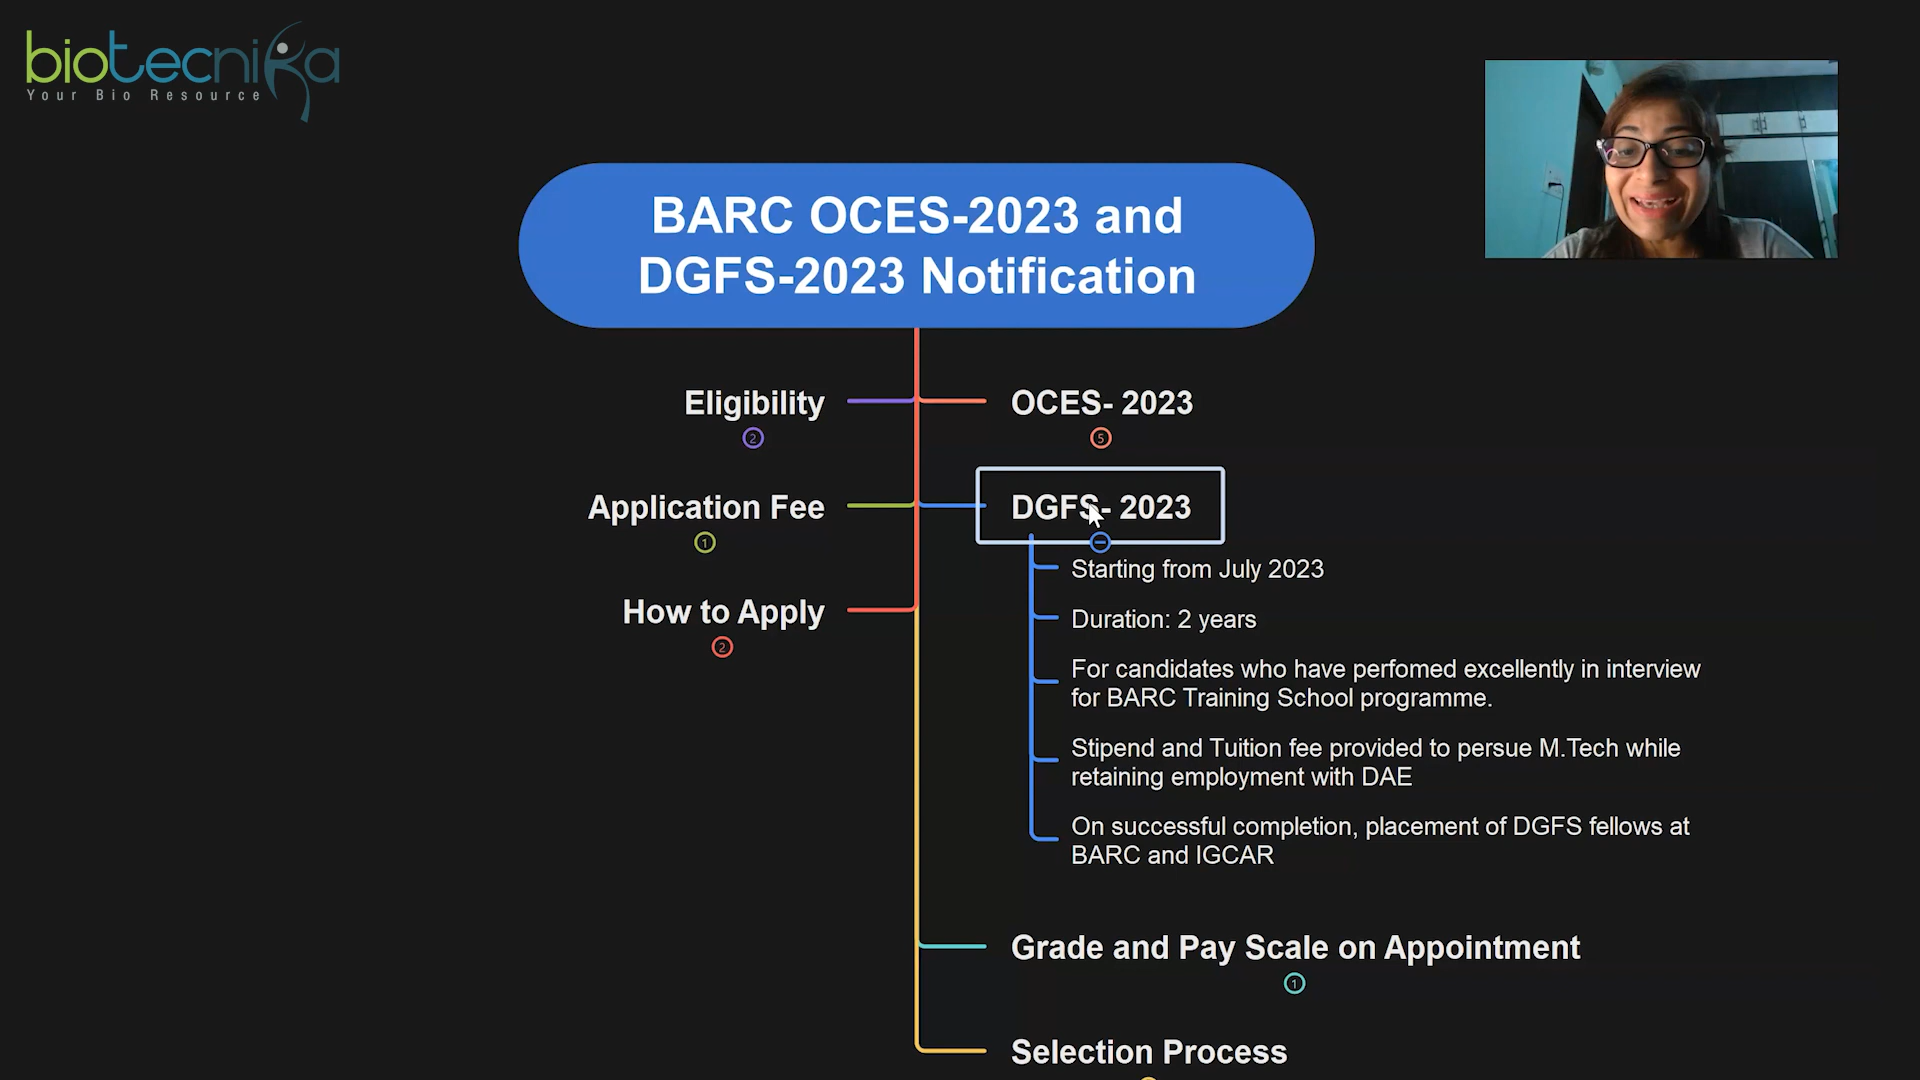 biotecnika
Your Bio Resource
BARC OCES-2023 and
DGFS-2023 Notification
Eligibility
2
Application Fee
1
How to Apply
2
OCES- 2023
5
DGFS- 2023
Starting from July 2023
Duration: 2 years
For candidates who have perfomed excellently in interview
for BARC Training School programme.
Stipend and Tuition fee provided to persue M.Tech while
retaining employment with DAE
On successful completion, placement of DGFS fellows at
BARC and IGCAR
Grade and Pay Scale on Appointment
1
Selection Process